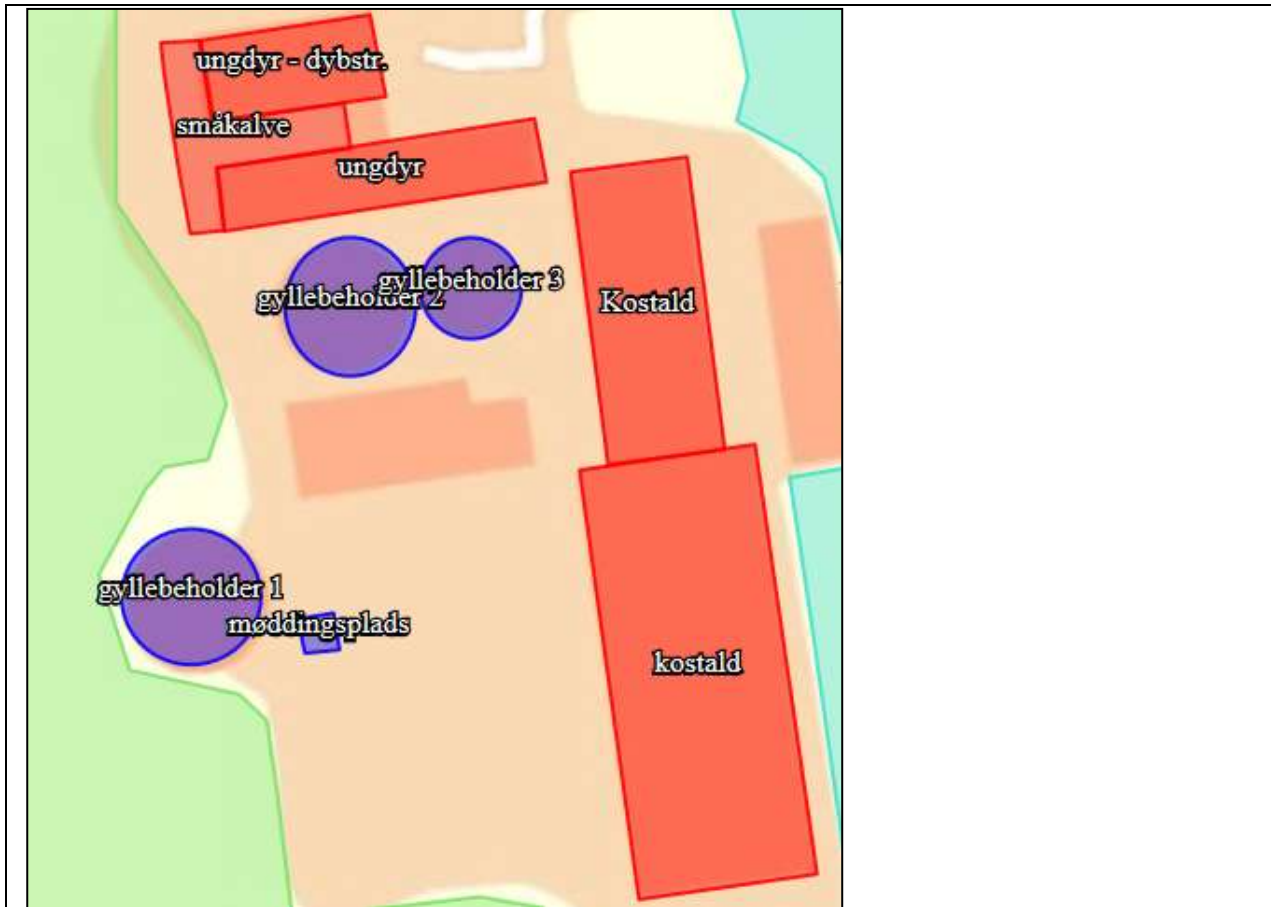 ungdyr - dybstr.
småkalve
ungdyr
gyllebeholder 3
gyllebeholder 2
Kostald
gyllebeholder 1
møddingsplads
kostald